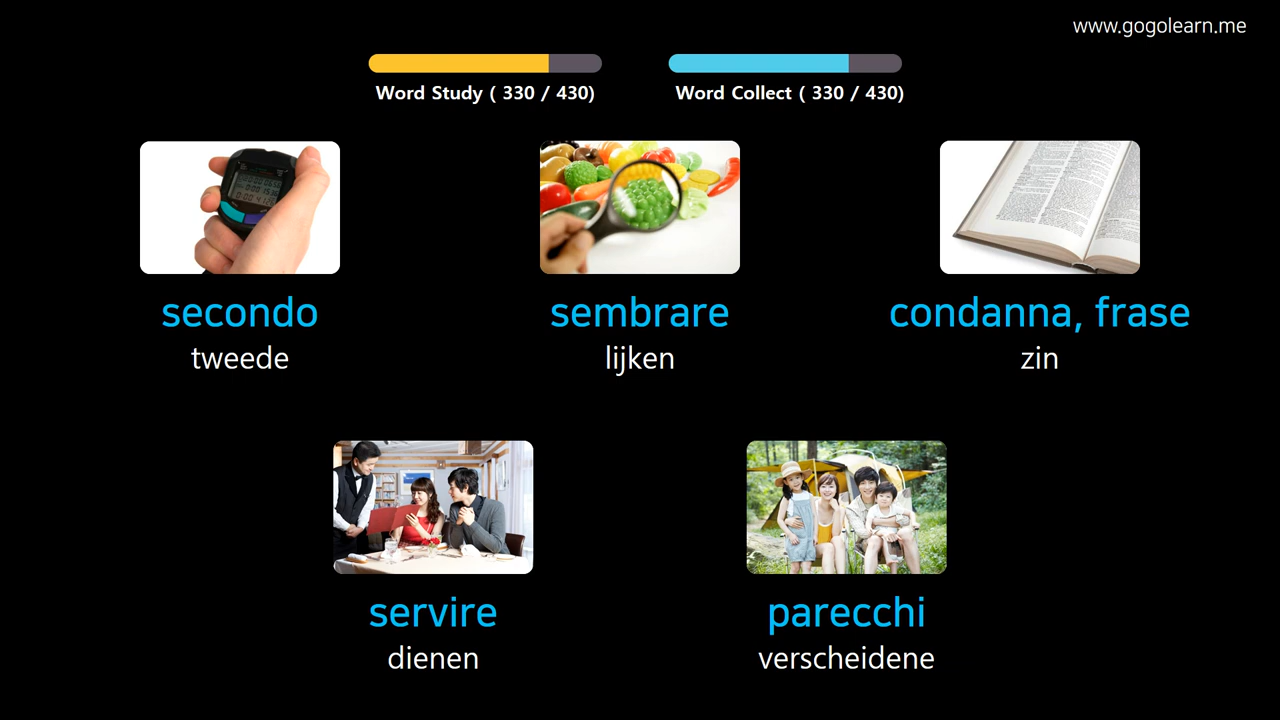 www.gogolearn.me
Word Study ( 330 / 430)
Word Collect ( 330 / 430)
secondo
tweede
sembrare
lijken
condanna, frase
zin
servire
dienen
parecchi
verscheidene